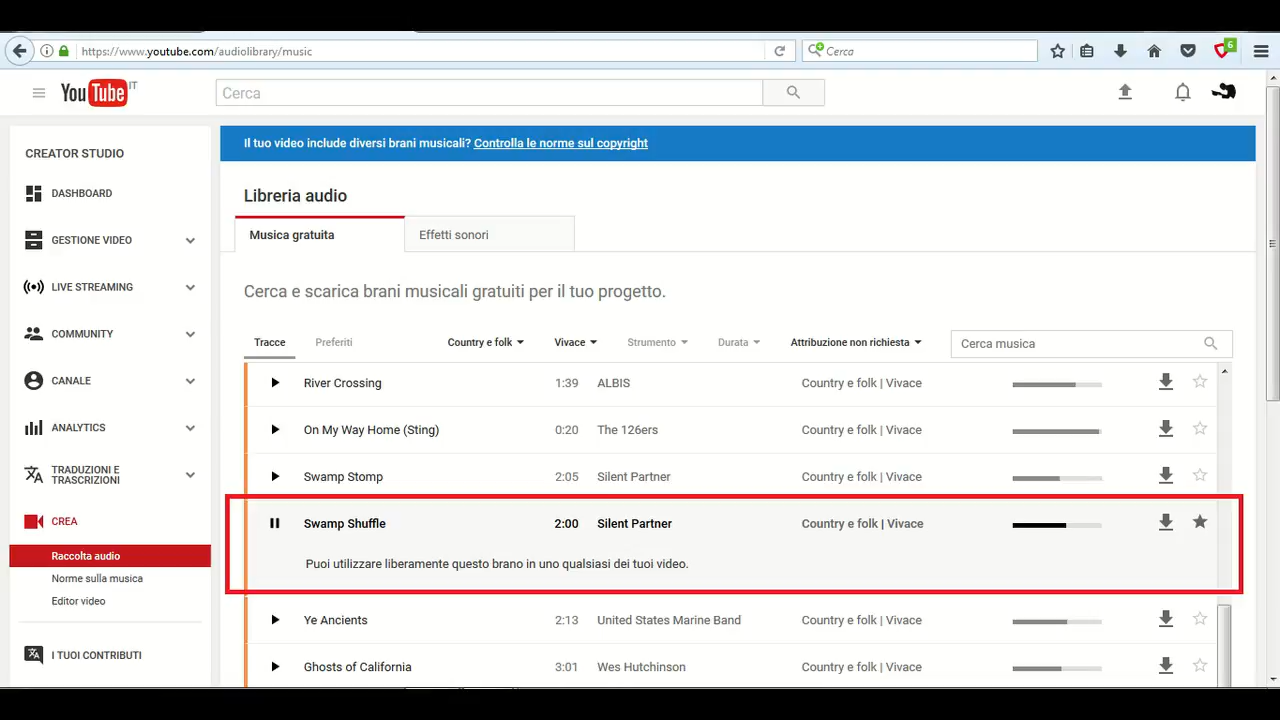 https://www.youtube.com/audiolibrary/music
Cerca
6
YouTube IT
Cerca
CREATOR STUDIO
DASHBOARD
GESTIONE VIDEO
LIVE STREAMING
COMMUNITY
CANALE
ANALYTICS
TRADUZIONI E
TRASCRIZIONI
CREA
Raccolta audio
Norme sulla musica
Editor video
I TUOI CONTRIBUTI
Il tuo video include diversi brani musicali? Controlla le norme sul copyright
Libreria audio
Musica gratuita Effetti sonori
Cerca e scarica brani musicali gratuiti per il tuo progetto.
Tracce Preferiti Country e folk Vivace Strumento Durata Attribuzione non richiesta Cerca musica
River Crossing 1:39 ALBIS Country e folk | Vivace
On My Way Home (Sting) 0:20 The 126ers Country e folk | Vivace
Swamp Stomp 2:05 Silent Partner Country e folk | Vivace
Swamp Shuffle 2:00 Silent Partner Country e folk | Vivace
Puoi utilizzare liberamente questo brano in uno qualsiasi dei tuoi video.
Ye Ancients 2:13 United States Marine Band Country e folk | Vivace
Ghosts of California 3:01 Wes Hutchinson Country e folk | Vivace